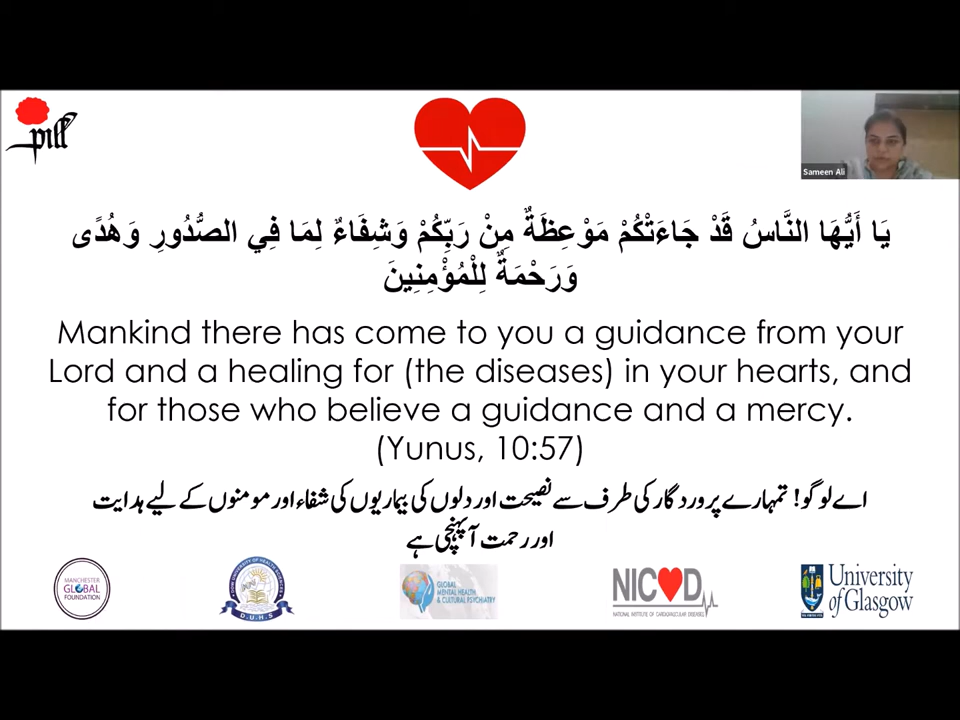 pill
Sameen Ali
يَا أَيُّهَا النَّاسُ قَدْ جَاءَتْكُمْ مَوْعِظَةٌ مِنْ رَبِّكُمْ وَشِفَاءٌ لِمَا فِي الصُّدُورِ وَهُدًى
وَرَحْمَةٌ لِلْمُؤْمِنِينَ
Mankind there has come to you a guidance from your
Lord and a healing for (the diseases) in your hearts, and
for those who believe a guidance and a mercy.
(Yunus, 10:57)
اے لوگو! تمہارے پروردگار کی طرف سے نصیحت اور دلوں کی بیماریوں کی شفاء اور مومنوں کے لیے ہدایت
اور رحمت آ پہنچی ہے
MANCHESTER
GLOBAL
FOUNDATION
D.U.H.S
GLOBAL
MENTAL HEALTH
& CULTURAL PSYCHIATRY
NICVD
NATIONAL INSTITUTE OF CARDIOVASCULAR DISEASES
University
of Glasgow